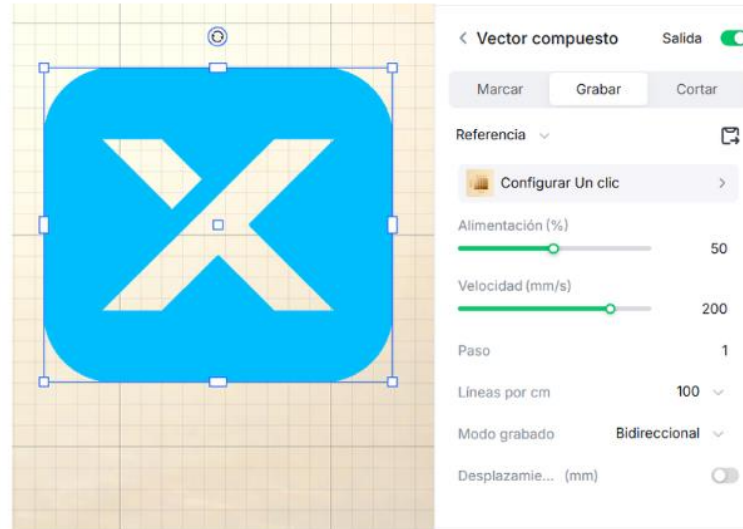 Vector compuesto Salida
Marcar Grabar Cortar
Referencia
Configurar Un clic
Alimentación (%)
50
Velocidad (mm/s)
200
Paso 1
Líneas por cm 100
Modo grabado Bidireccional
Desplazamie... (mm)